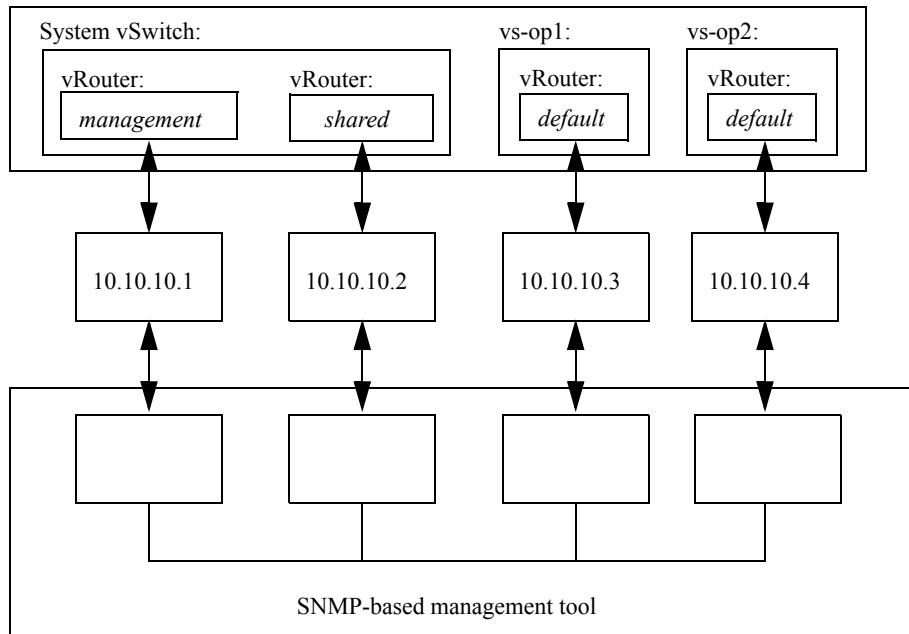 System vSwitch:
vs-op1:
vs-op2:
vRouter:
vRouter:
vRouter:
vRouter:
management
shared
default
default
10.10.10.1
10.10.10.2
10.10.10.3
10.10.10.4
SNMP-based management tool